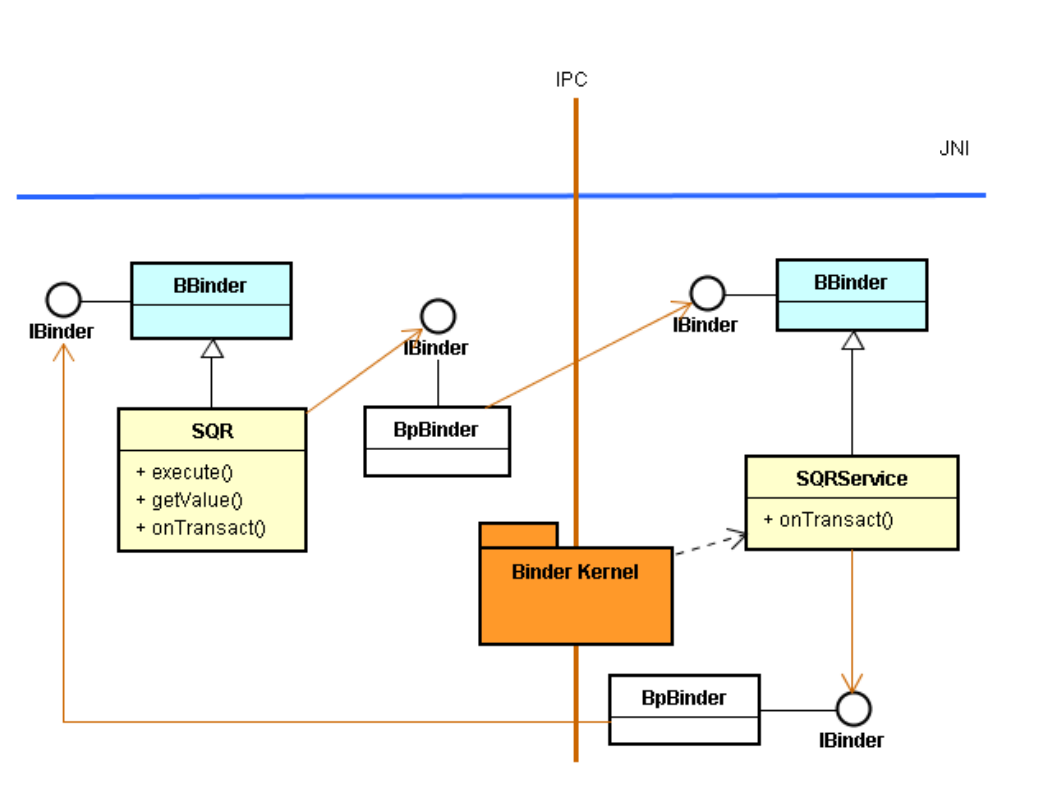 IPC
JNI
BBinder
IBinder
SQR
+ execute()
+ getValue()
+ onTransact()
IBinder
BpBinder
BBinder
IBinder
SQRService
+ onTransact()
Binder Kernel
BpBinder
IBinder